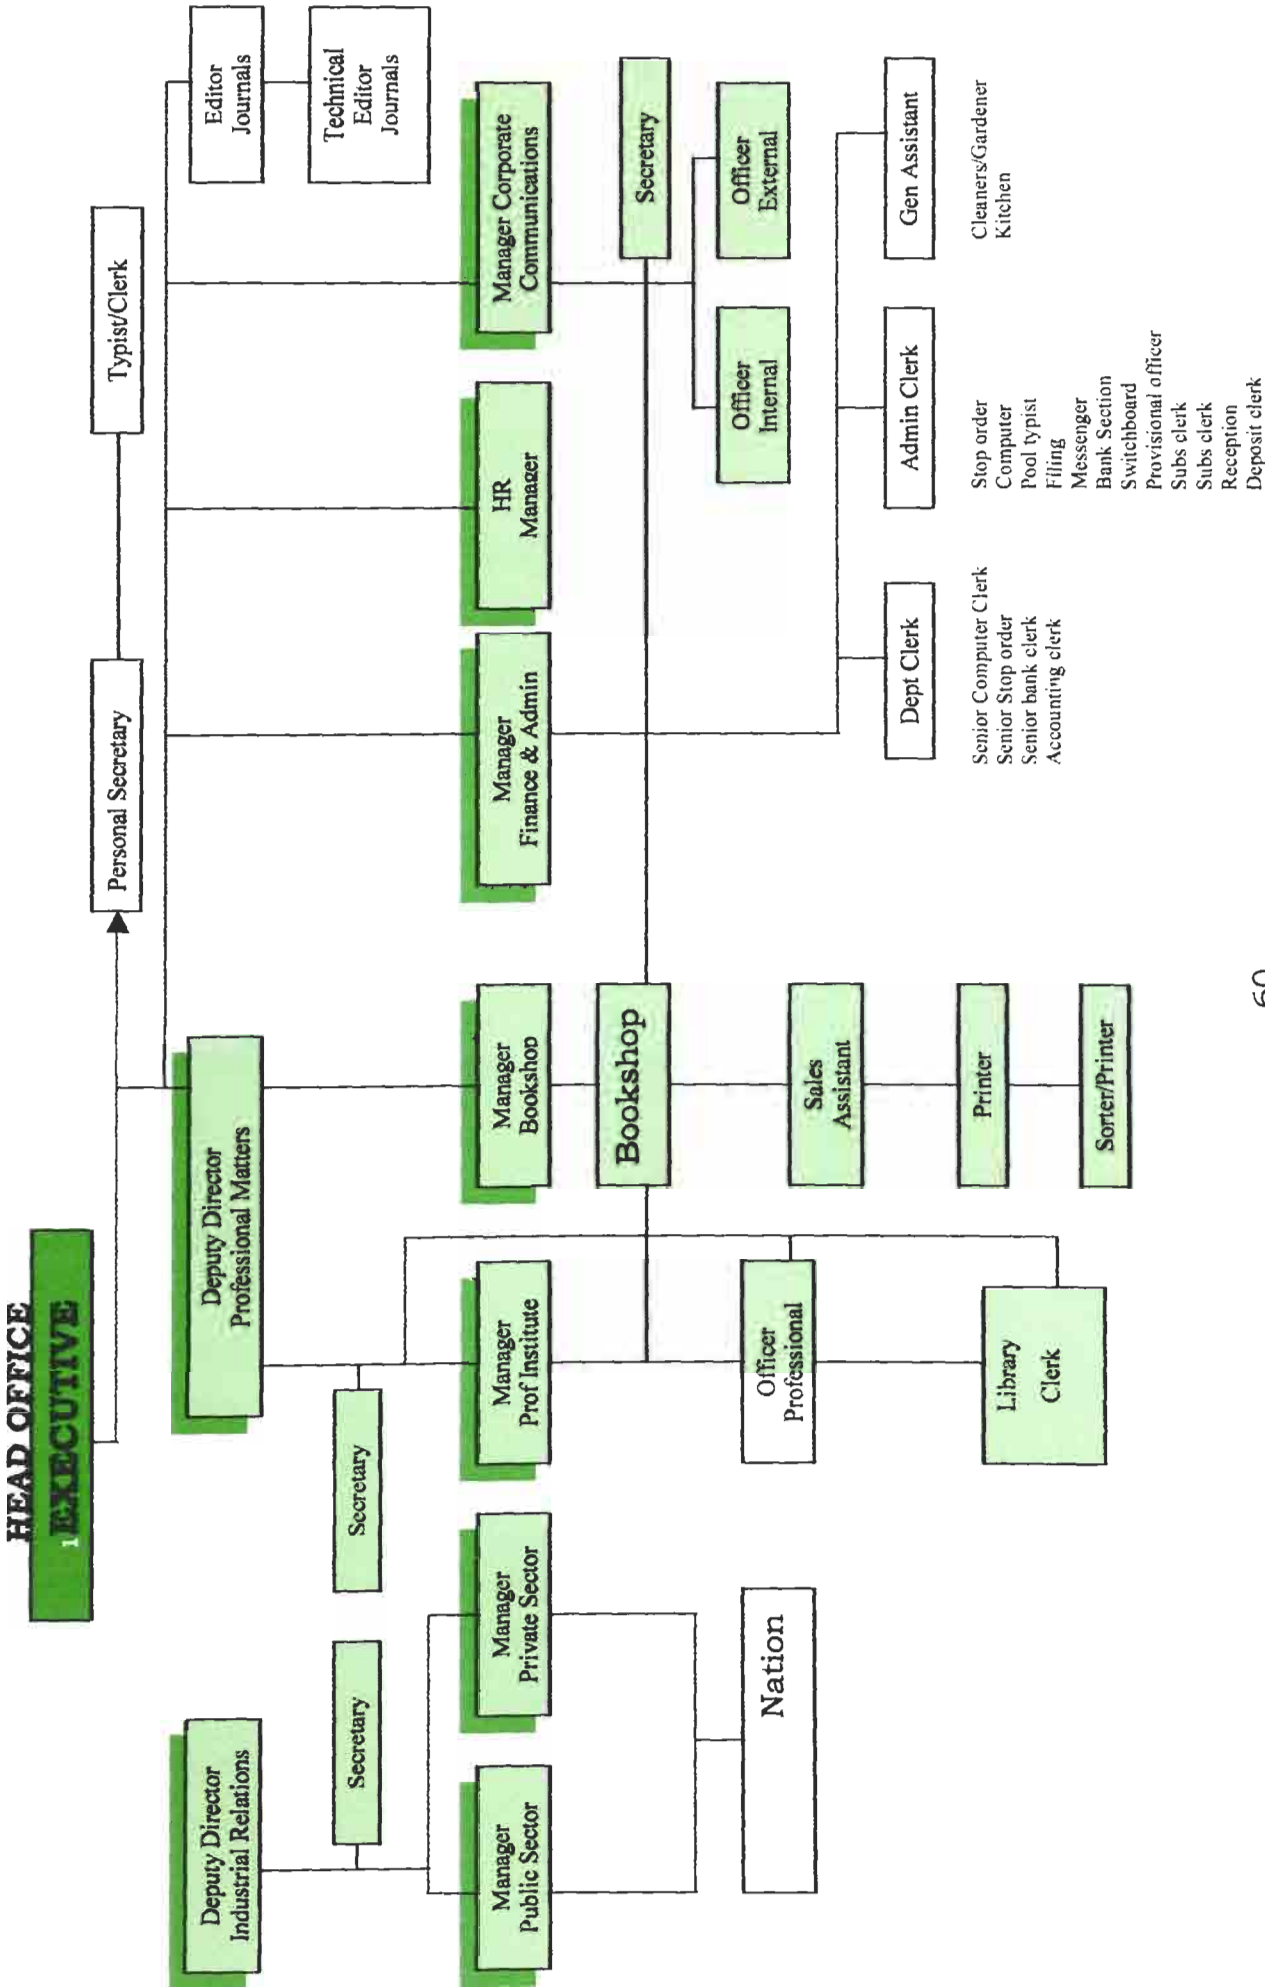 HEAD OFFICE
1 EXECUTIVE
Personal Secretary
Typist/Clerk
Deputy Director
Industrial Relations
Deputy Director
Professional Matters
Editor
Journals
Technical
Editor
Journals
Secretary
Secretary
Manager
Public Sector
Manager
Private Sector
Manager
Prof Institute
Manager
Bookshop
Manager
Finance & Admin
HR
Manager
Manager Corporate
Communications
Bookshop
Secretary
Nation
Officer
Professional
Sales
Assistant
Officer
Internal
Officer
External
Library
Clerk
Printer
Sorter/Printer
Dept Clerk
Admin Clerk
Gen Assistant
Senior Computer Clerk
Senior Stop order
Senior bank clerk
Accounting clerk
Stop order
Computer
Pool typist
Filing
Messenger
Bank Section
Switchboard
Provisional officer
Subs clerk
Subs clerk
Reception
Deposit clerk
Cleaners/Gardener
Kitchen